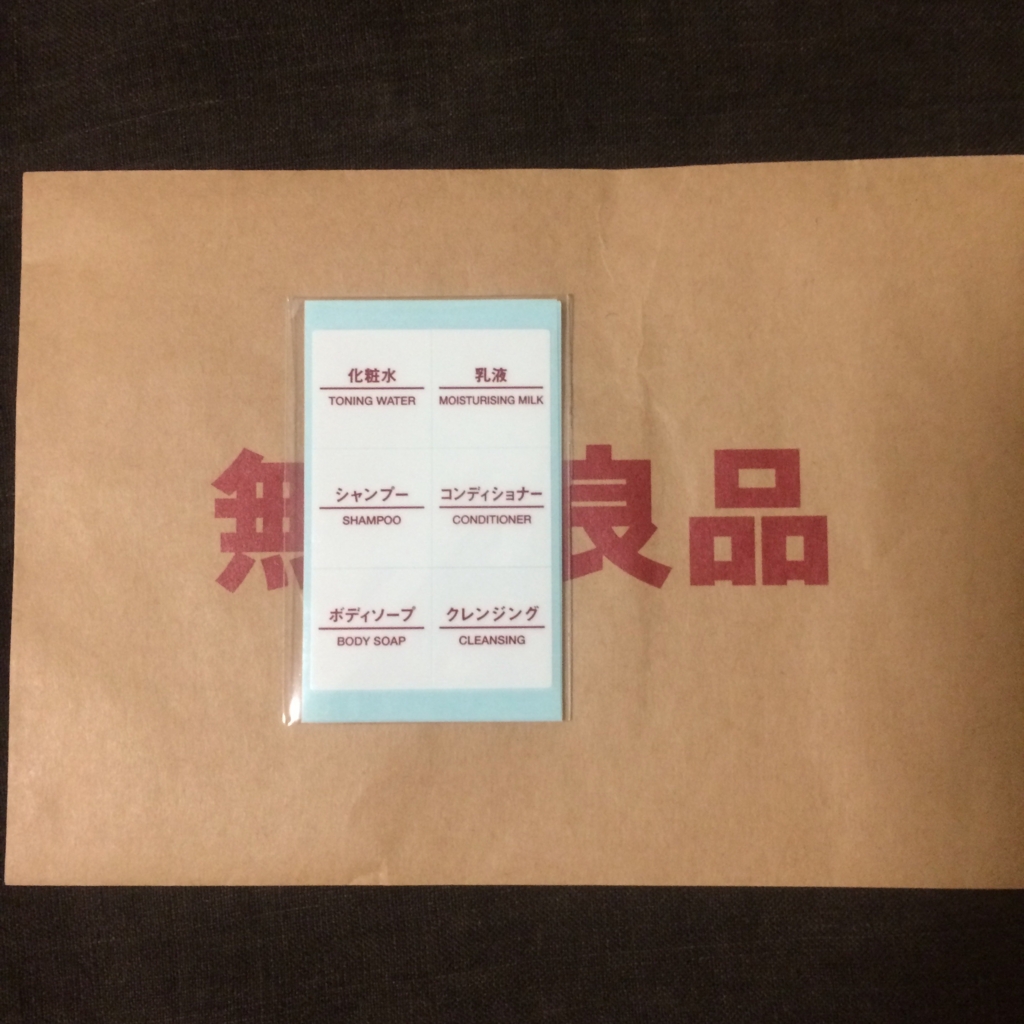 化粧水
TONING WATER
乳液
MOISTURISING MILK
シャンプー
SHAMPOO
コンディショナー
CONDITIONER
ボディソープ
BODY SOAP
クレンジング
CLEANSING
無 良品